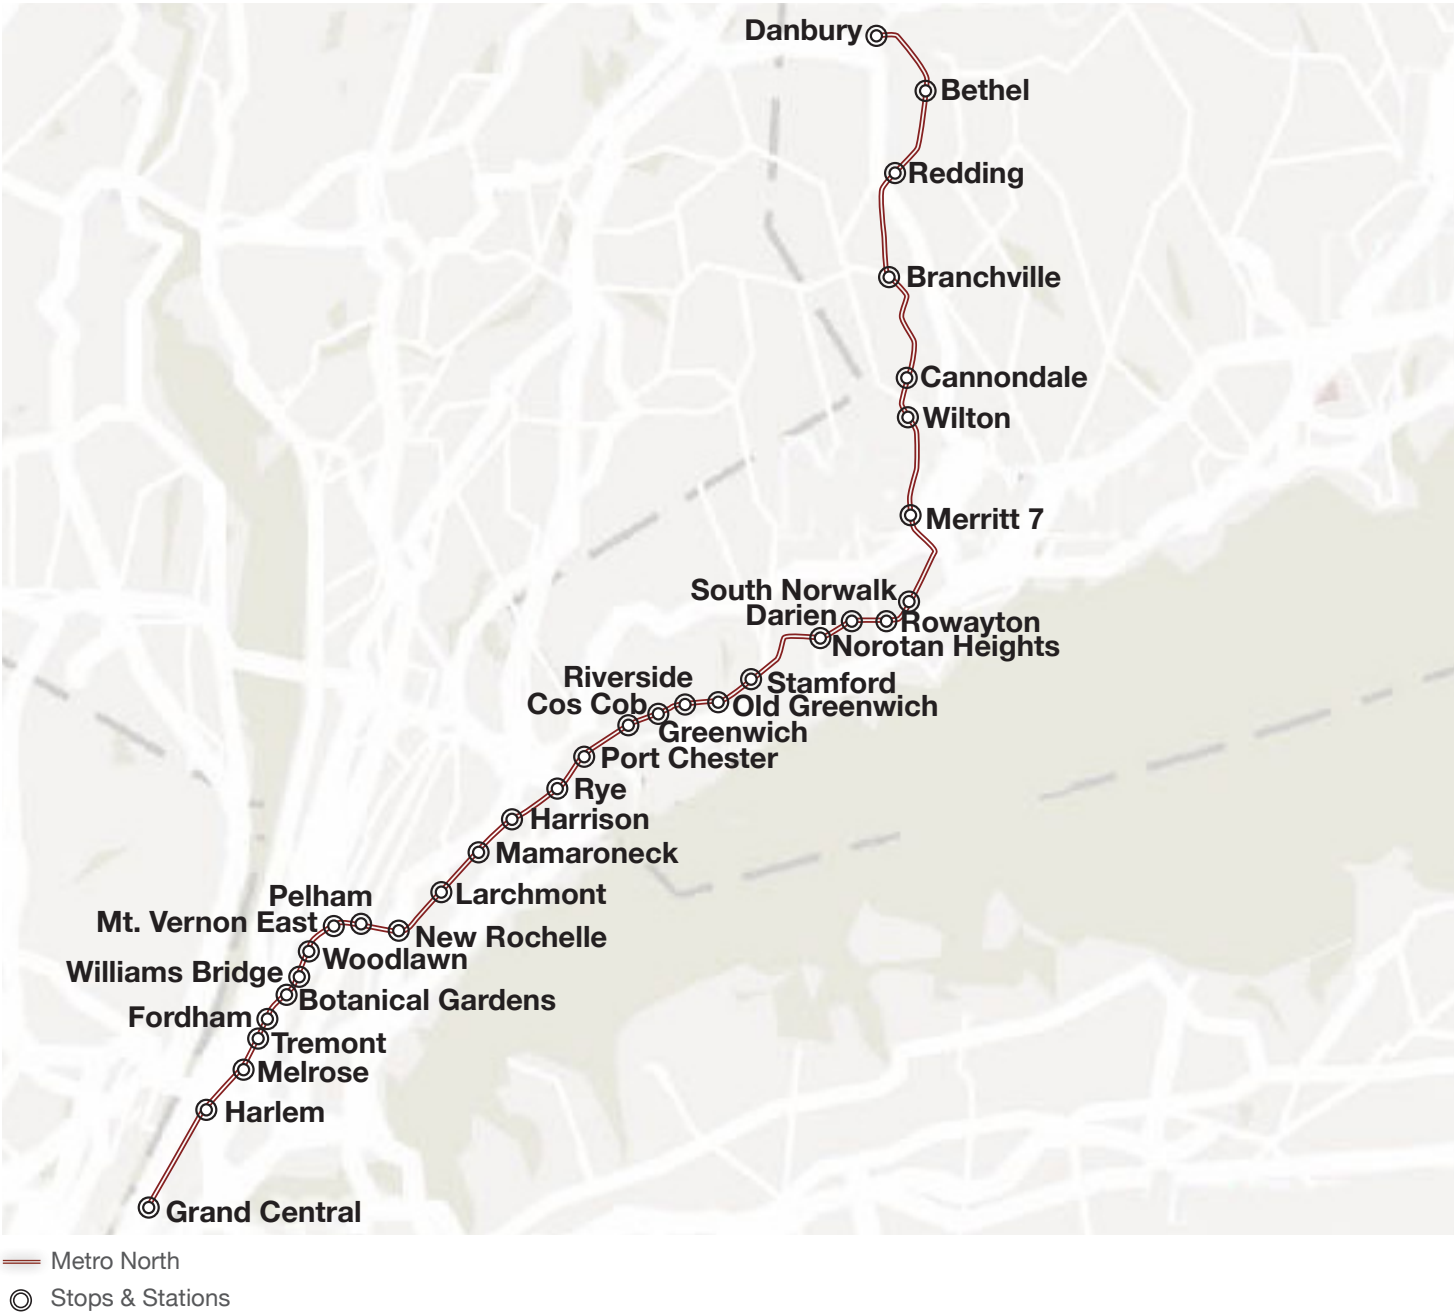 Danbury
Bethel
Redding
Branchville
Cannondale
Wilton
Merritt 7
South Norwalk
Darien
Rowayton
Norotan Heights
Riverside
Stamford
Cos Cob
Old Greenwich
Greenwich
Port Chester
Rye
Harrison
Mamaroneck
Pelham
Larchmont
Mt. Vernon East
New Rochelle
Woodlawn
Williams Bridge
Botanical Gardens
Fordham
Tremont
Melrose
Harlem
Grand Central
Metro North
Stops & Stations